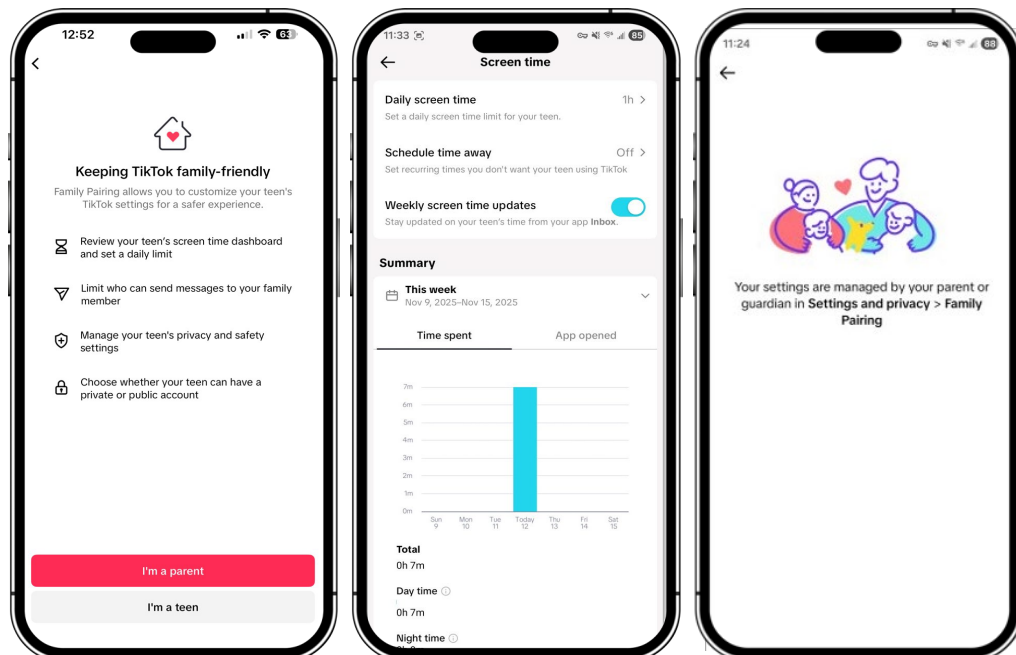 12:52
63
Keeping TikTok family-friendly
Family Pairing allows you to customize your teen's
TikTok settings for a safer experience.
Review your teen's screen time dashboard
and set a daily limit
Limit who can send messages to your family
member
Manage your teen's privacy and safety
settings
Choose whether your teen can have a
private or public account
I'm a parent
I'm a teen
11:33
85
Screen time
Daily screen time
1h
Set a daily screen time limit for your teen.
Schedule time away
Off
Set recurring times you don't want your teen using TikTok
Weekly screen time updates
Stay updated on your teen's time from your app Inbox.
Summary
This week
Nov 9, 2025–Nov 15, 2025
Time spent
App opened
7m
6m
5m
4m
3m
2m
1m
0m
Sun Mon Tue Today Thu Fri Sat
9 10 11 12 13 14 15
Total
0h 7m
Day time
0h 7m
Night time
11:24
88
Your settings are managed by your parent or
guardian in Settings and privacy > Family
Pairing